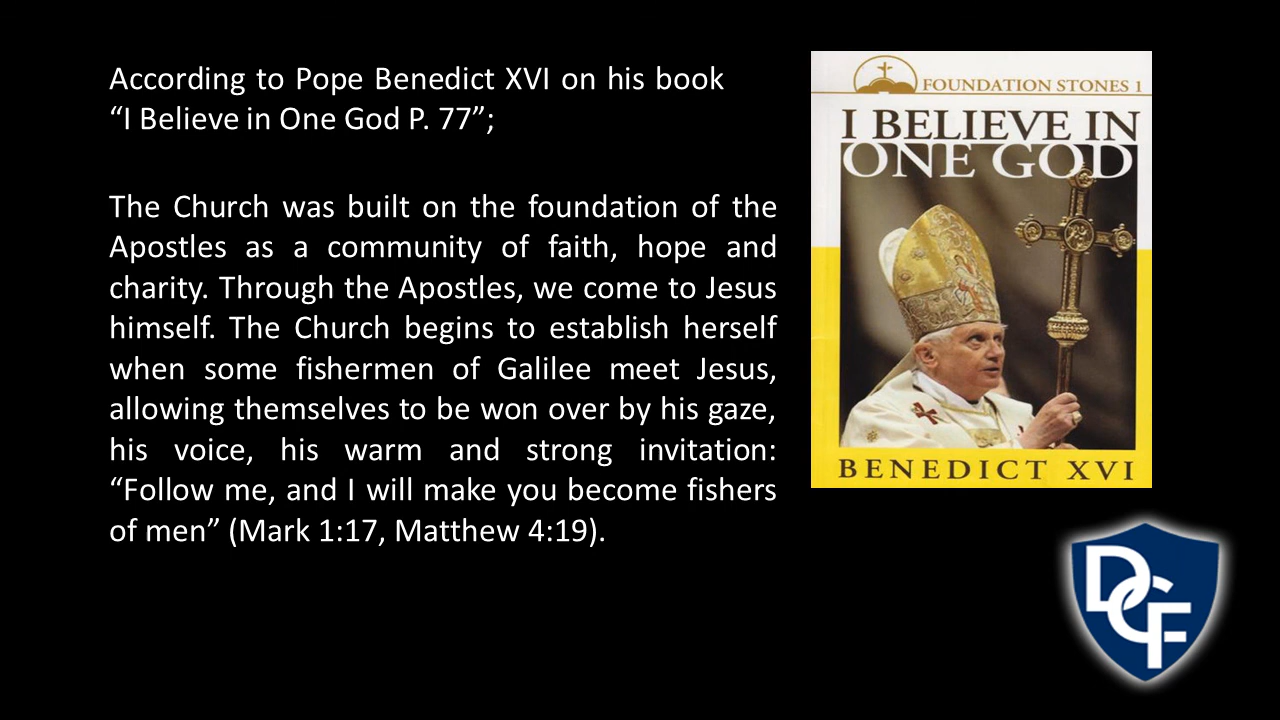 According to Pope Benedict XVI on his book
“I Believe in One God P. 77”;
The Church was built on the foundation of the
Apostles as a community of faith, hope and
charity. Through the Apostles, we come to Jesus
himself. The Church begins to establish herself
when some fishermen of Galilee meet Jesus,
allowing themselves to be won over by his gaze,
his voice, his warm and strong invitation:
“Follow me, and I will make you become fishers
of men” (Mark 1:17, Matthew 4:19).
FOUNDATION STONES 1
I BELIEVE IN
ONE GOD
BENEDICT XVI
DCF